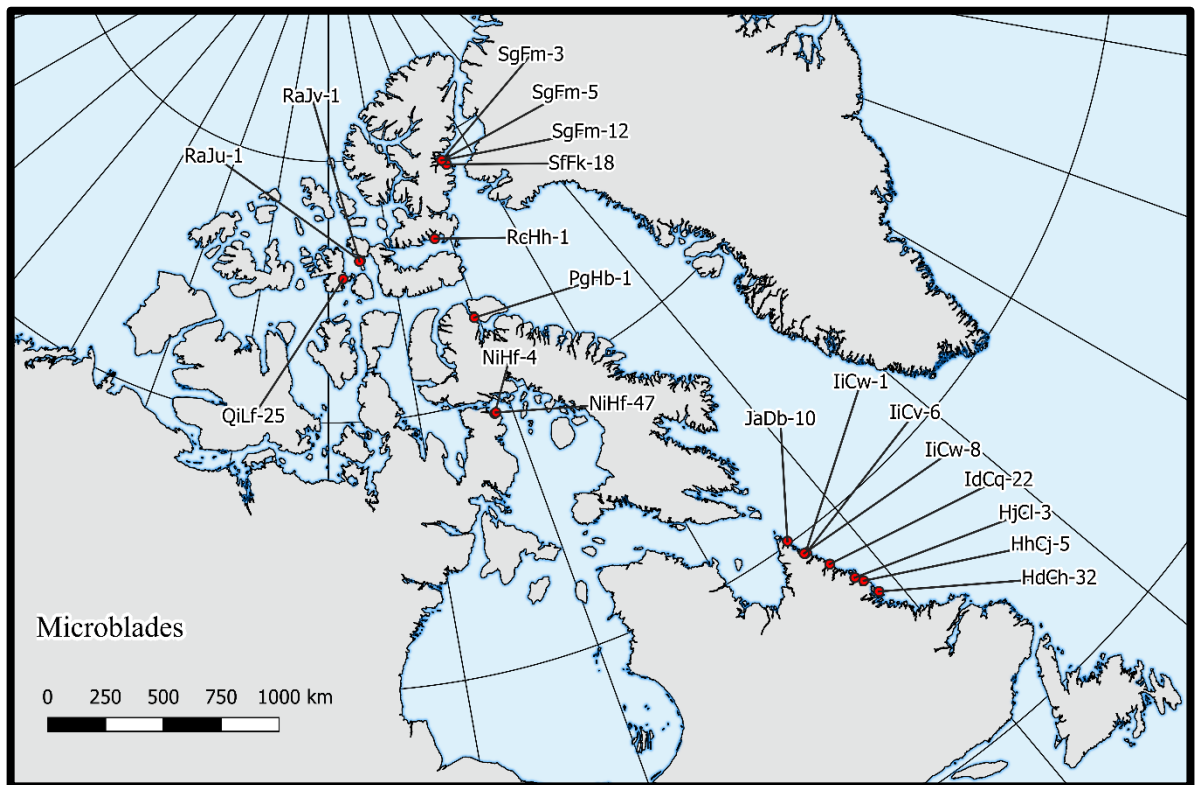 SgFm-3
RaJv-1
SgFm-5
SgFm-12
RaJu-1
SfFk-18
RcHh-1
PgHb-1
NiHf-4
IiCw-1
QiLf-25
NiHf-47
JaDb-10
IiCv-6
IiCw-8
IdCq-22
HjCl-3
HhCj-5
HdCh-32
Microblades
0 250 500 750 1000 km